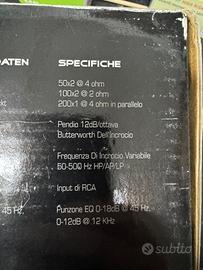 DATEN
SPECIFICHE
50x2 @ 4 ohm
100x2 @ 2 ohm
200x1 @ 4 ohm in parallelo
Pendio 12dB/ottava
Butterworth Dell'Incrocio
Frequenza Di Incrocio Variabile
50-500 Hz HP/AP/LP
Input di RCA
Funzone EQ 0-18dB @ 45 Hz,
0-12dB @ 12 KHz
45 Hz,
subito